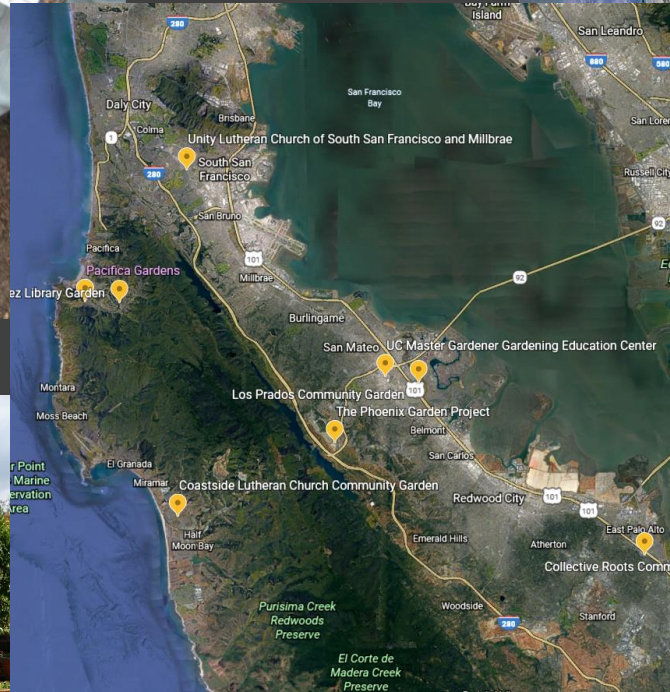 Bay Farm
Island
San Leandro
280
880
580
San Francisco
Bay
Daly City
Brisbane
Colma
1
Unity Lutheran Church of South San Francisco and Millbrae
South San
Francisco
280
San Bruno
Russell City
92
Pacifica
101
Pacifica Gardens
Millbrae
92
ez Library Garden
Burlingame
San Mateo
UC Master Gardener Gardening Education Center
Montara
Los Prados Community Garden
101
The Phoenix Garden Project
Moss Beach
Belmont
San Carlos
r Point
Marine
ervation
Area
El Granada
Miramar
Coastside Lutheran Church Community Garden
Redwood City
101
101
Half
Moon Bay
East Palo Alto
Emerald Hills
Atherton
Collective Roots Comm
Purisima Creek
Redwoods
Preserve
Woodside
Stanford
280
El Corte de
Madera Creek
Preserve